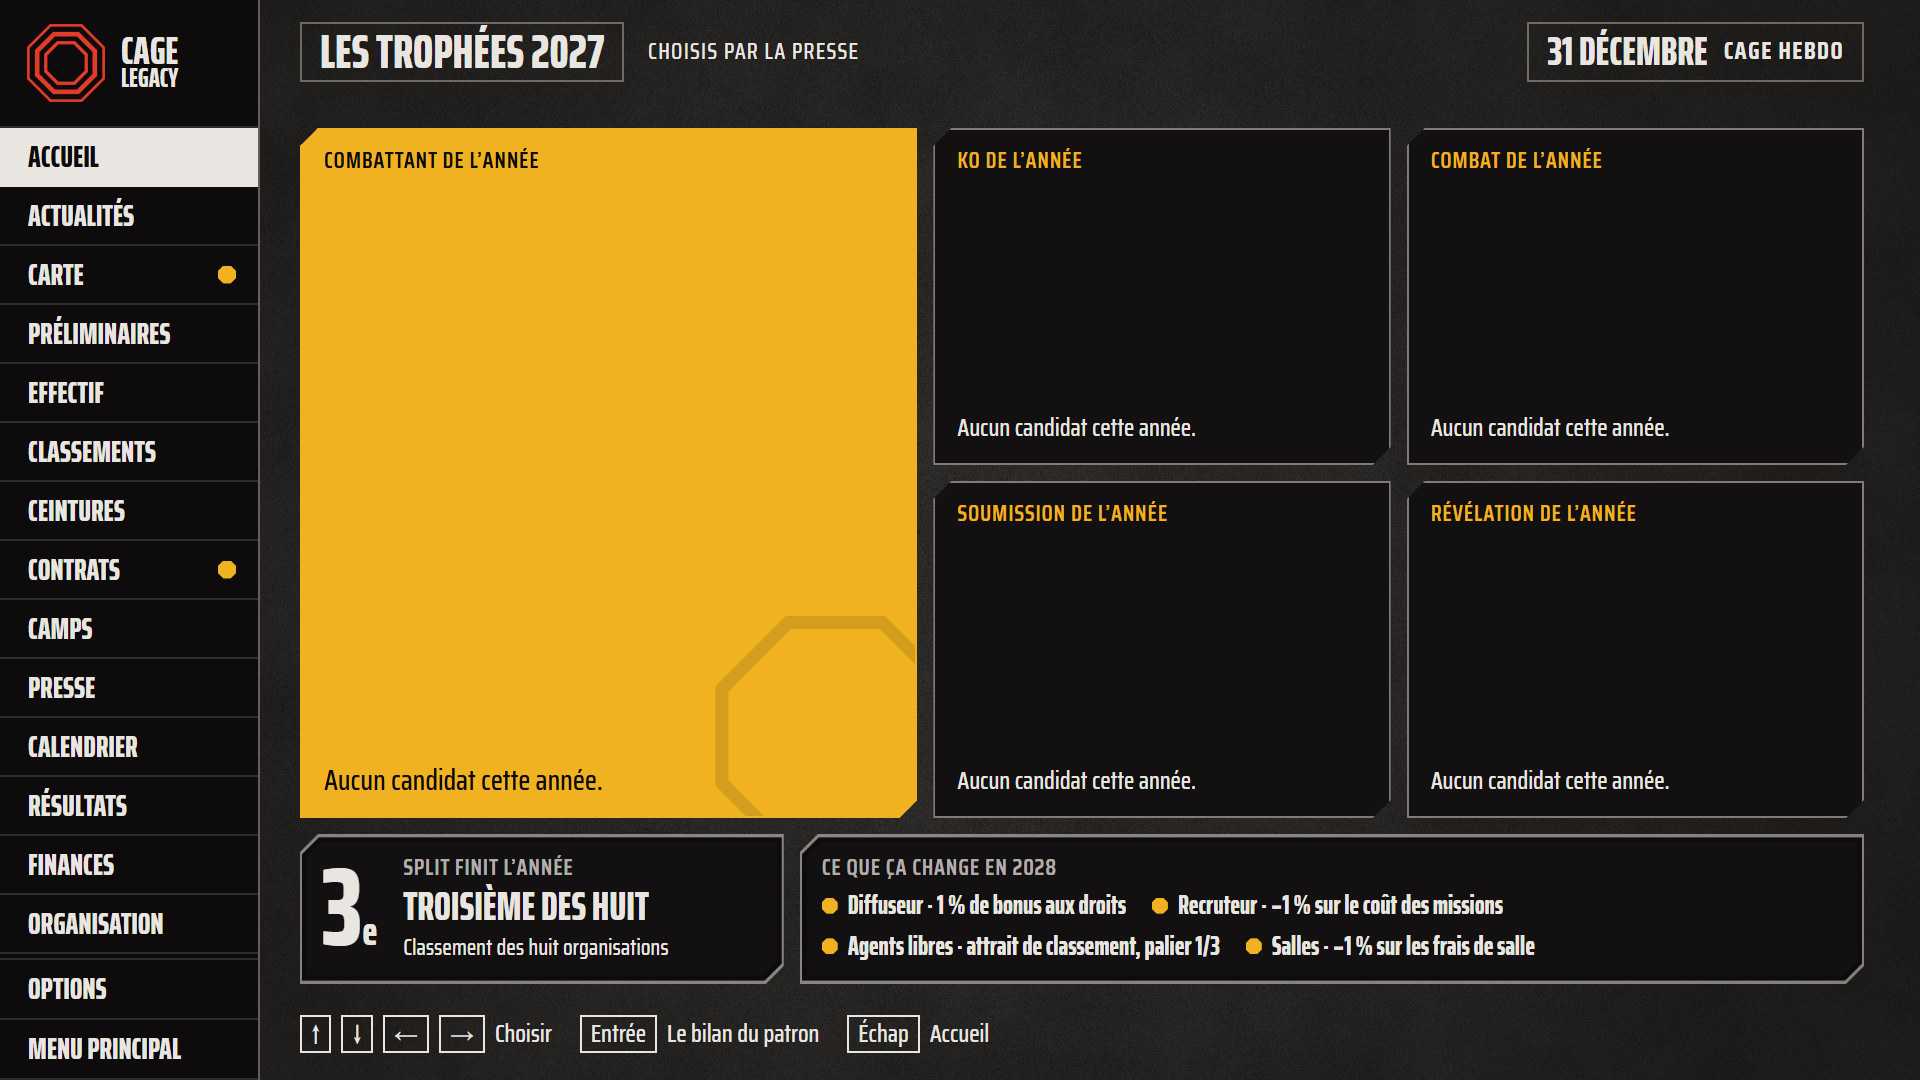 CAGE
LEGACY
ACCUEIL
ACTUALITÉS
CARTE
PRÉLIMINAIRES
EFFECTIF
CLASSEMENTS
CEINTURES
CONTRATS
CAMPS
PRESSE
CALENDRIER
RÉSULTATS
FINANCES
ORGANISATION
OPTIONS
MENU PRINCIPAL
LES TROPHÉES 2027
CHOISIS PAR LA PRESSE
31 DÉCEMBRE CAGE HEBDO
COMBATTANT DE L’ANNÉE
Aucun candidat cette année.
KO DE L’ANNÉE
Aucun candidat cette année.
COMBAT DE L’ANNÉE
Aucun candidat cette année.
SOUMISSION DE L’ANNÉE
Aucun candidat cette année.
RÉVÉLATION DE L’ANNÉE
Aucun candidat cette année.
3e
SPLIT FINIT L’ANNÉE
TROISIÈME DES HUIT
Classement des huit organisations
CE QUE ÇA CHANGE EN 2028
Diffuseur · 1 % de bonus aux droits
Recruteur · −1 % sur le coût des missions
Agents libres · attrait de classement, palier 1/3
Salles · −1 % sur les frais de salle
↑ ↓ ← → Choisir Entrée Le bilan du patron Échap Accueil